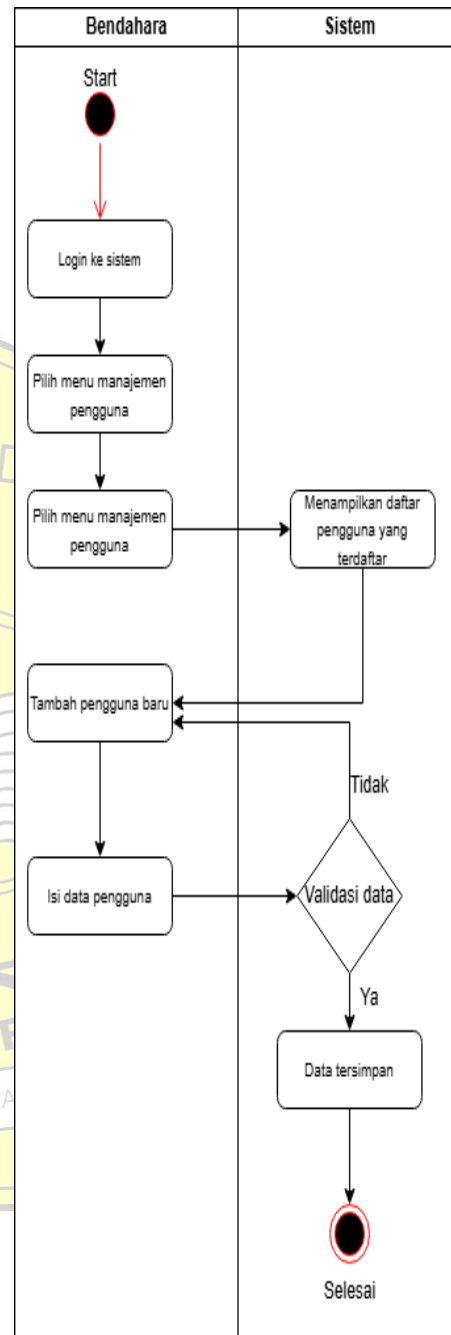 Bendahara
Sistem
Start
Login ke sistem
Pilih menu manajemen
pengguna
Pilih menu manajemen
pengguna
Menampilkan daftar
pengguna yang
terdaftar
Tambah pengguna baru
Tidak
Isi data pengguna
Validasi data
Ya
Data tersimpan
Selesai